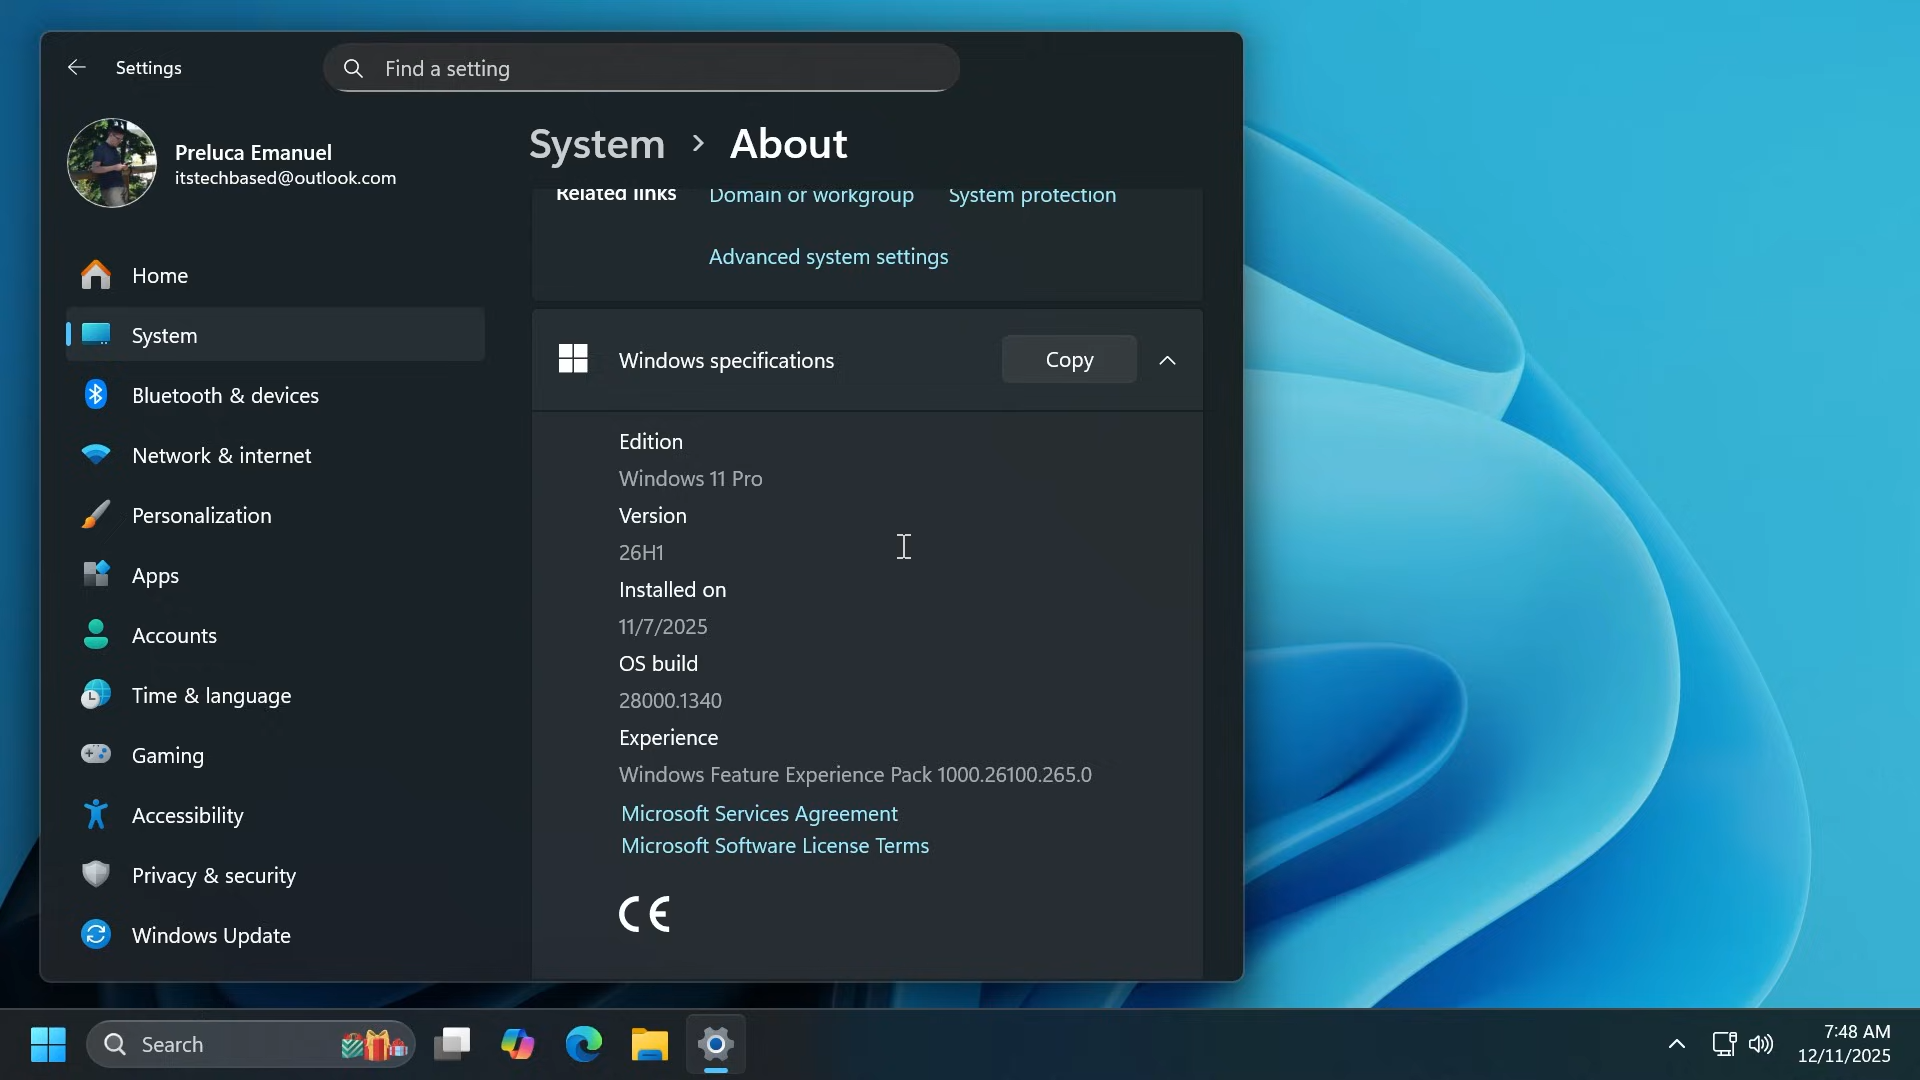 Settings
Find a setting
Preluca Emanuel
itstechbased@outlook.com
Home
System
Bluetooth & devices
Network & internet
Personalization
Apps
Accounts
Time & language
Gaming
Accessibility
Privacy & security
Windows Update
System > About
Related links Domain or workgroup System protection
Advanced system settings
Windows specifications Copy
Edition
Windows 11 Pro
Version
26H1
Installed on
11/7/2025
OS build
28000.1340
Experience
Windows Feature Experience Pack 1000.26100.265.0
Microsoft Services Agreement
Microsoft Software License Terms
CE
Search
7:48 AM
12/11/2025